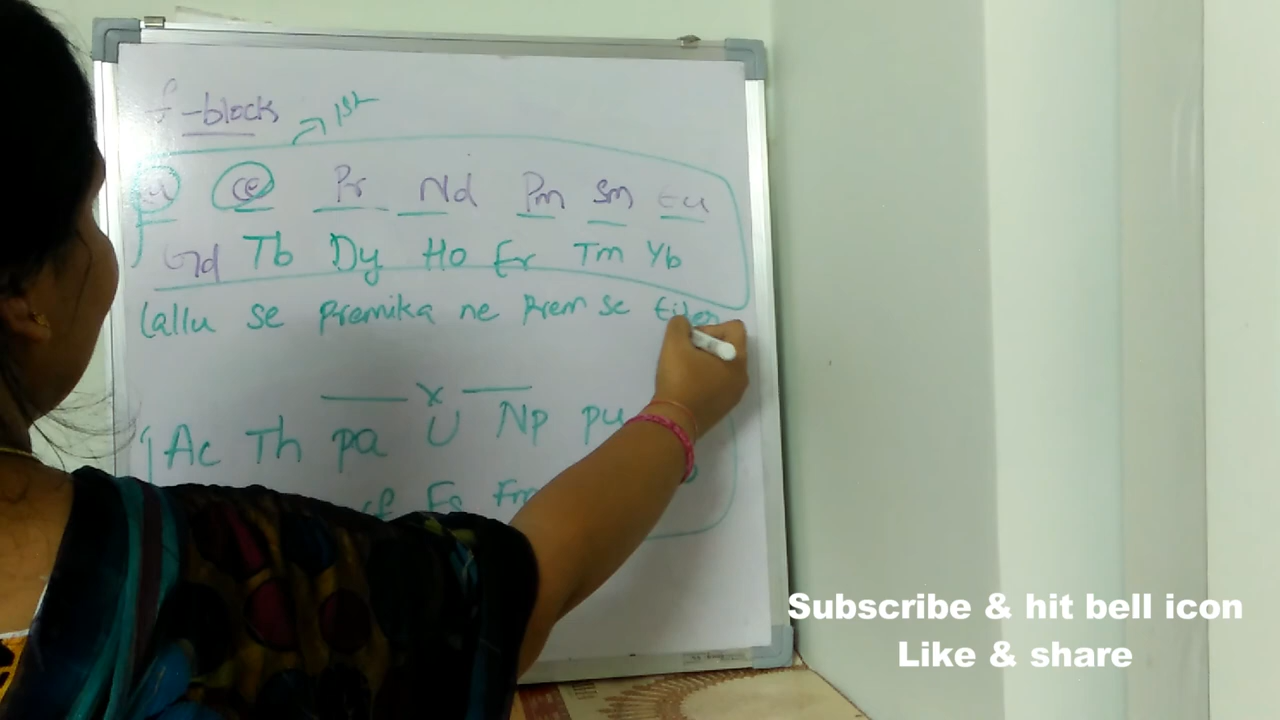 f-block
1st
Ce Pr Nd Pm Sm Eu
Gd Tb Dy Ho Er Tm Yb
lallu se Premika ne Prem se
x
Ac Th pa U Np pu
cf Es Fm
Subscribe & hit bell icon
Like & share